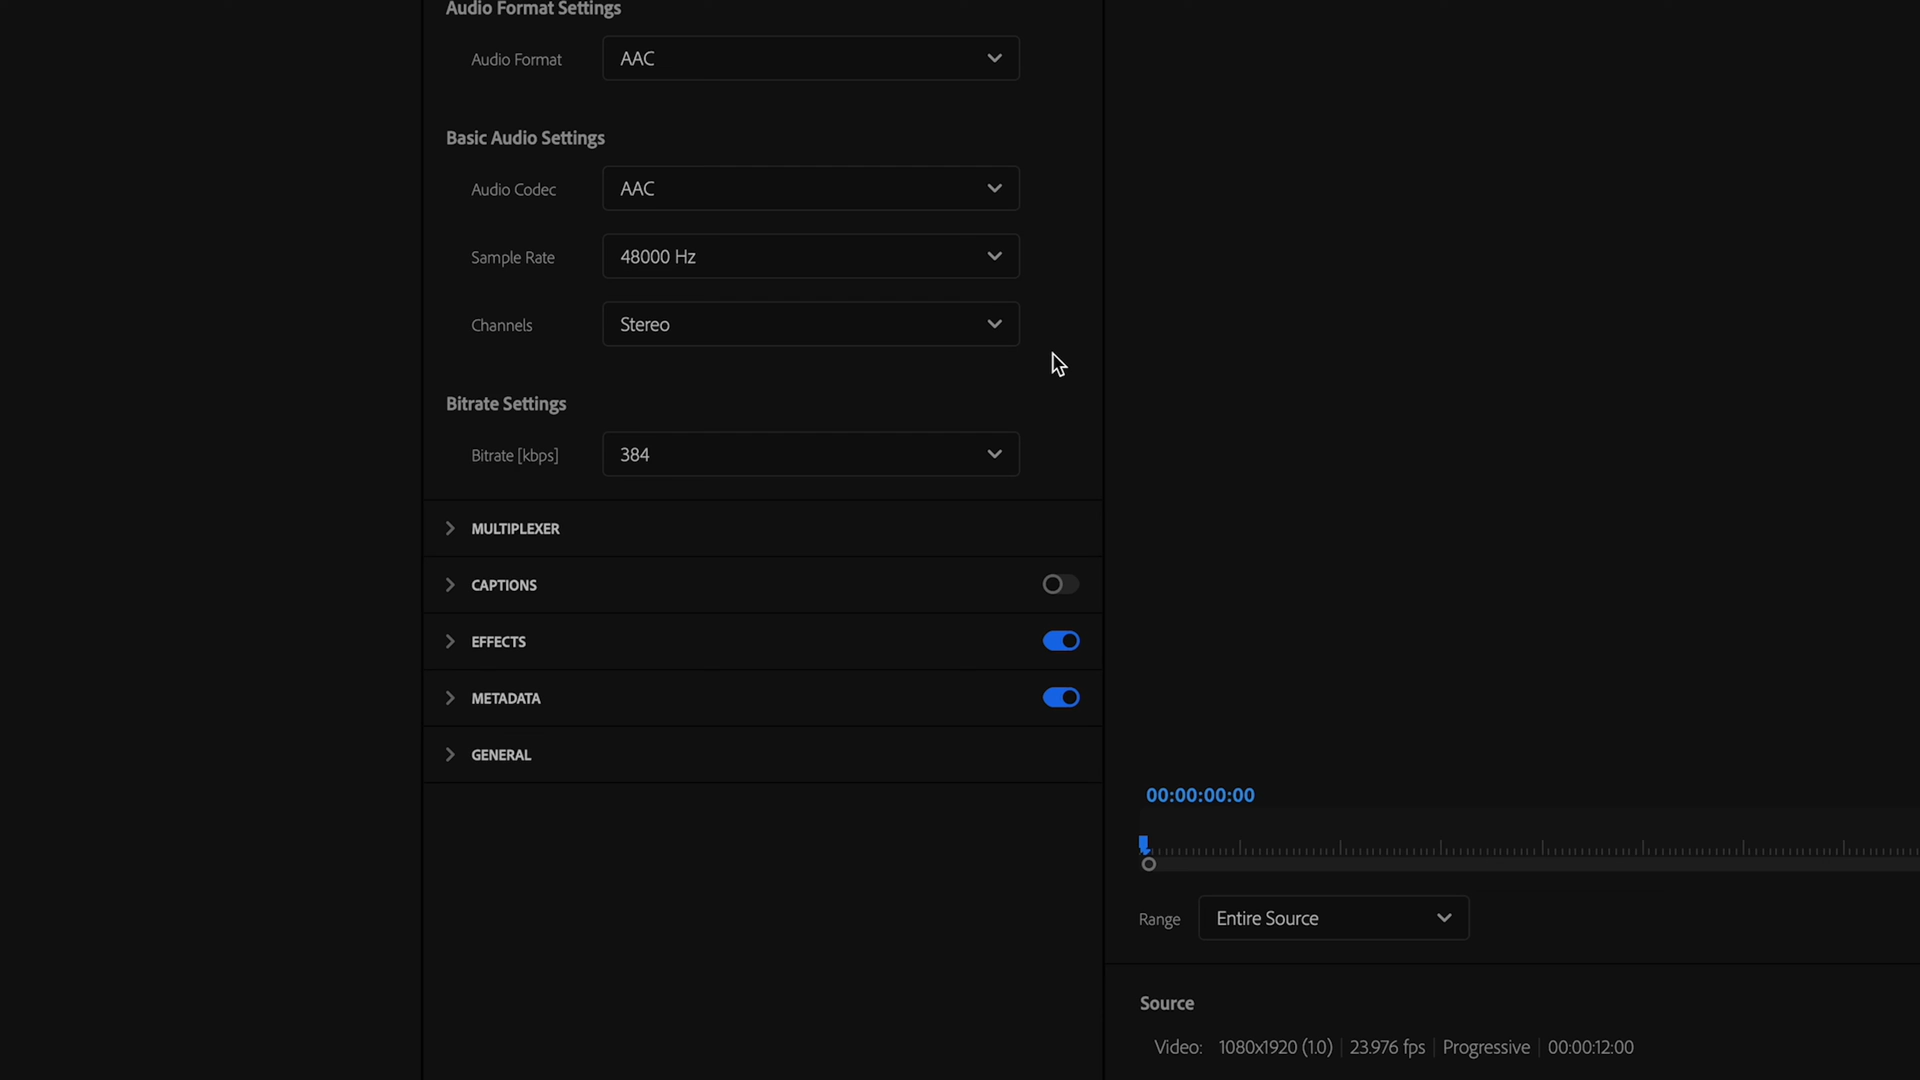 Audio Format Settings
Audio Format AAC
Basic Audio Settings
Audio Codec AAC
Sample Rate 48000 Hz
Channels Stereo
Bitrate Settings
Bitrate [kbps] 384
MULTIPLEXER
CAPTIONS
EFFECTS
METADATA
GENERAL
00:00:00:00
Range Entire Source
Source
Video: 1080x1920 (1.0) | 23.976 fps | Progressive | 00:00:12:00